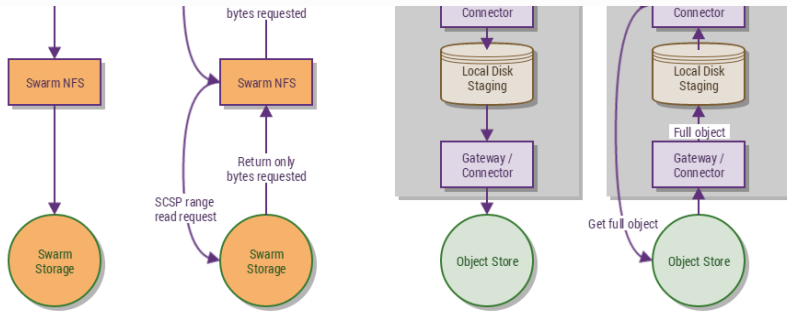 bytes requested
Swarm NFS
Swarm NFS
Return only
bytes requested
SCSP range
read request
Swarm
Storage
Swarm
Storage
Connector
Local Disk
Staging
Gateway /
Connector
Object Store
Connector
Local Disk
Staging
Full object
Gateway /
Connector
Get full object
Object Store